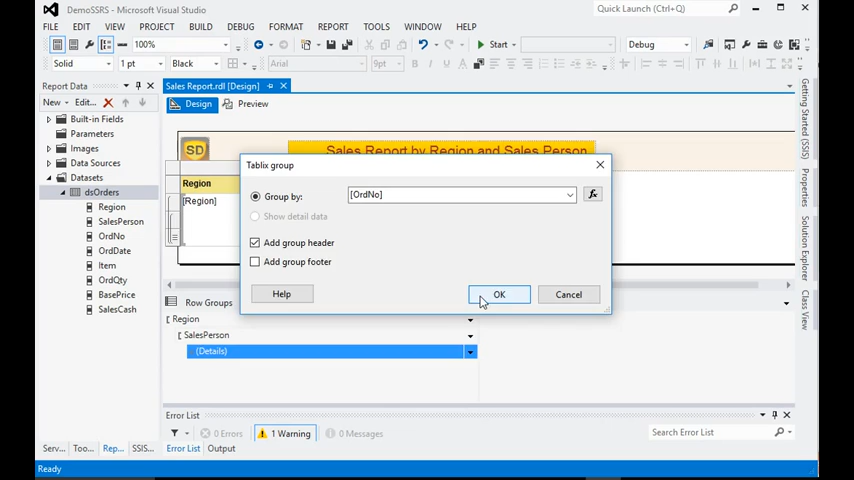 DemoSSRS - Microsoft Visual Studio
Quick Launch (Ctrl+Q)
FILE EDIT VIEW PROJECT BUILD DEBUG FORMAT REPORT TOOLS WINDOW HELP
100% Start Debug
Solid 1 pt Black Arial 9pt
Report Data
New Edit...
Built-in Fields
Parameters
Images
Data Sources
Datasets
dsOrders
Region
SalesPerson
OrdNo
OrdDate
Item
OrdQty
BasePrice
SalesCash
Serv... Too... Rep... SSIS...
Sales Report.rdl [Design]
Design Preview
SD
Sales Report by Region and Sales Person
Region
[Region]
Tablix group
Group by: [OrdNo] fx
Show detail data
Add group header
Add group footer
Help OK Cancel
Row Groups
Region
SalesPerson
(Details)
Error List
0 Errors 1 Warning 0 Messages
Search Error List
Error List Output
Getting Started (SSIS)
Properties
Solution Explorer
Class View
Ready